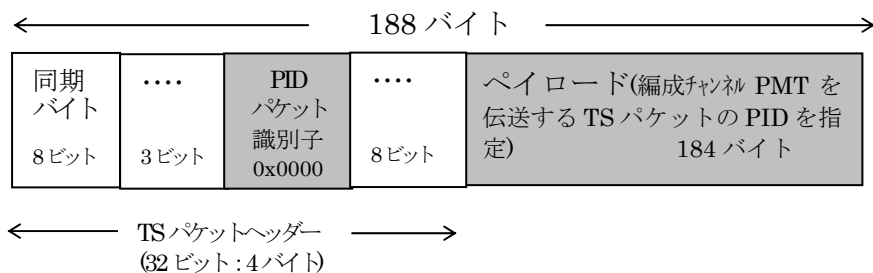 188 バイト
同期
バイト
8ビット
‥‥
3ビット
PID
パケット
識別子
0x0000
‥‥
8ビット
ペイロード(編成ﾁｬﾝﾈﾙ PMT を
伝送する TS パケットの PID を指
定) 184 バイト
TSパケットヘッダー
(32 ビット:4バイト)